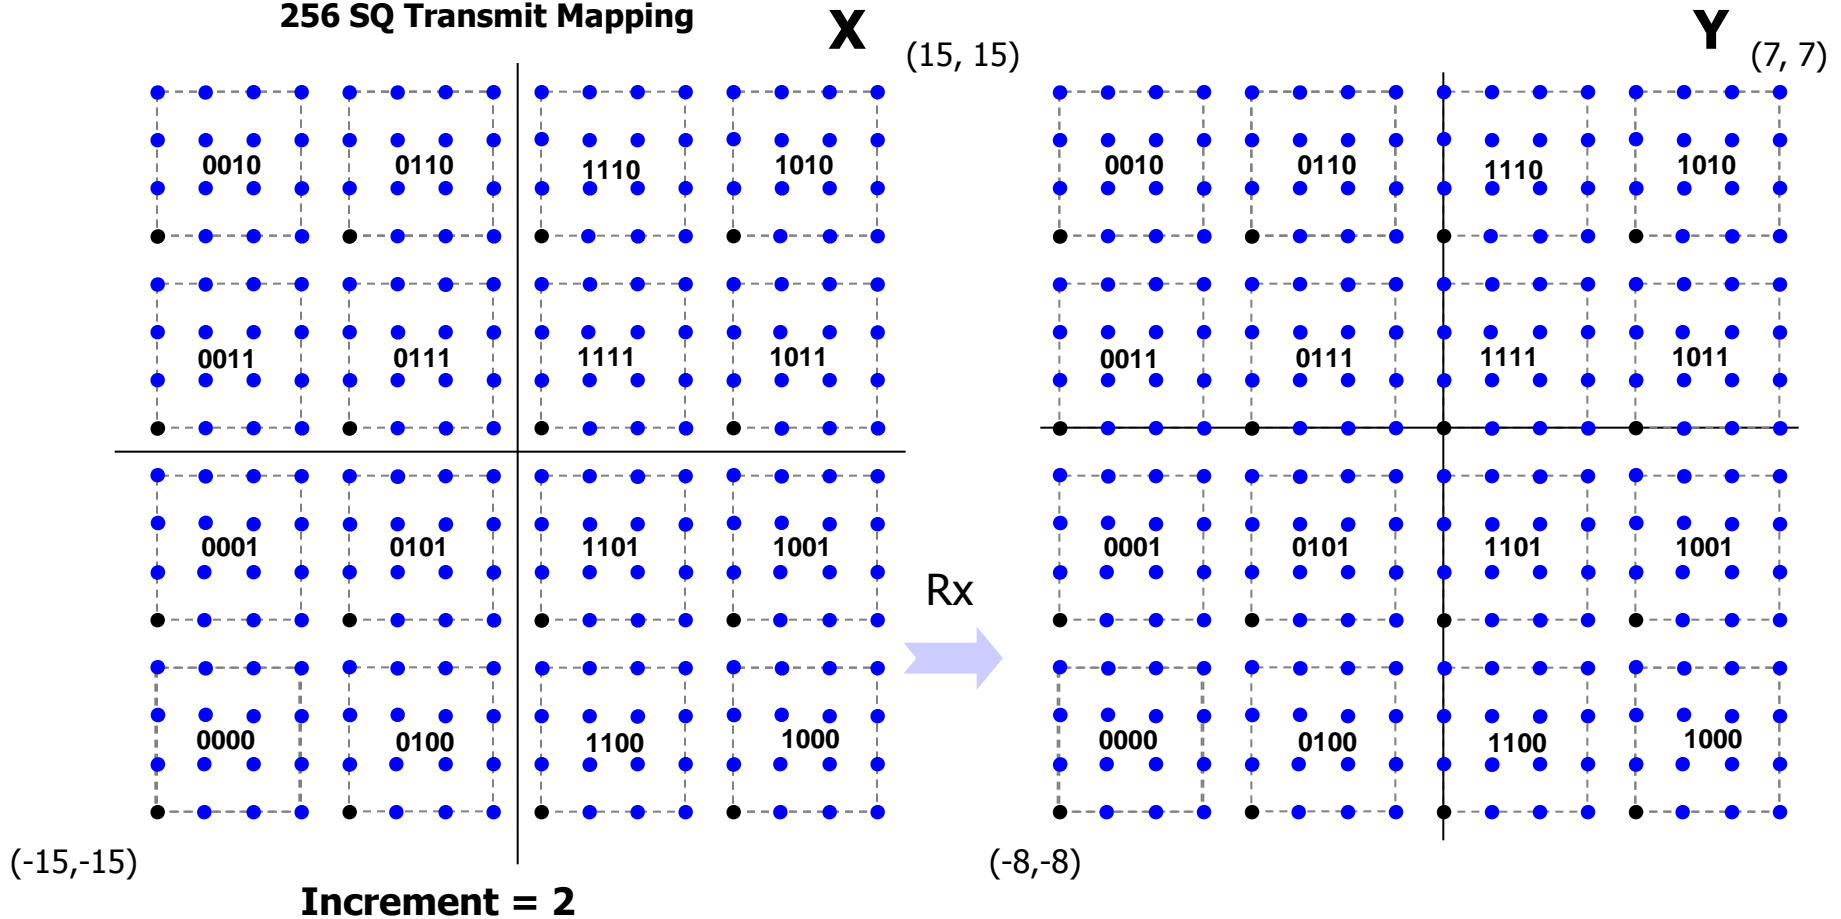 256 SQ Transmit Mapping
X
(15, 15)
Y
(7, 7)
0010 0110 1110 1010
0010 0110 1110 1010
0011 0111 1111 1011
0011 0111 1111 1011
0001 0101 1101 1001
0001 0101 1101 1001
Rx
0000 0100 1100 1000
0000 0100 1100 1000
(-15,-15)
(-8,-8)
Increment = 2